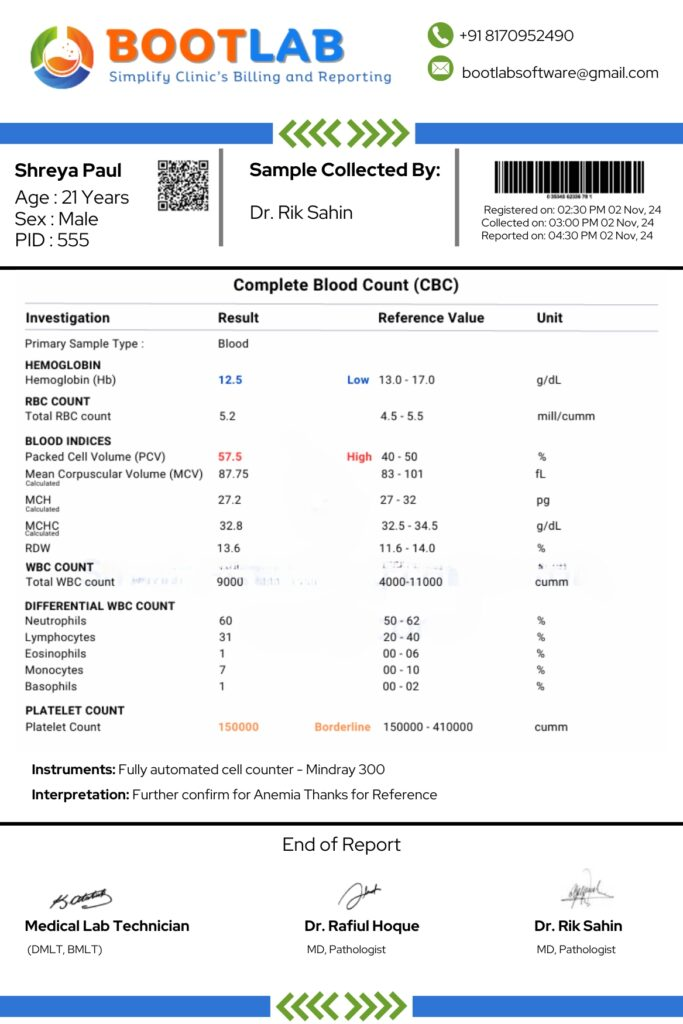 BOOTLAB
Simplify Clinic's Billing and Reporting
+91 8170952490
bootlabsoftware@gmail.com
Shreya Paul
Age : 21 Years
Sex : Male
PID : 555
Sample Collected By:
Dr. Rik Sahin
Registered on: 02:30 PM 02 Nov, 24
Collected on: 03:00 PM 02 Nov, 24
Reported on: 04:30 PM 02 Nov, 24
Complete Blood Count (CBC)
Investigation Result Reference Value Unit
Primary Sample Type : Blood
HEMOGLOBIN
Hemoglobin (Hb) 12.5 Low 13.0 - 17.0 g/dL
RBC COUNT
Total RBC count 5.2 4.5 - 5.5 mill/cumm
BLOOD INDICES
Packed Cell Volume (PCV) 57.5 High 40 - 50 %
Mean Corpuscular Volume (MCV) 87.75 83 - 101 fL
Calculated
MCH 27.2 27 - 32 pg
Calculated
MCHC 32.8 32.5 - 34.5 g/dL
Calculated
RDW 13.6 11.6 - 14.0 %
WBC COUNT
Total WBC count 9000 4000-11000 cumm
DIFFERENTIAL WBC COUNT
Neutrophils 60 50 - 62 %
Lymphocytes 31 20 - 40 %
Eosinophils 1 00 - 06 %
Monocytes 7 00 - 10 %
Basophils 1 00 - 02 %
PLATELET COUNT
Platelet Count 150000 Borderline 150000 - 410000 cumm
Instruments: Fully automated cell counter - Mindray 300
Interpretation: Further confirm for Anemia Thanks for Reference
End of Report
Medical Lab Technician
(DMLT, BMLT)
Dr. Rafiul Hoque
MD, Pathologist
Dr. Rik Sahin
MD, Pathologist